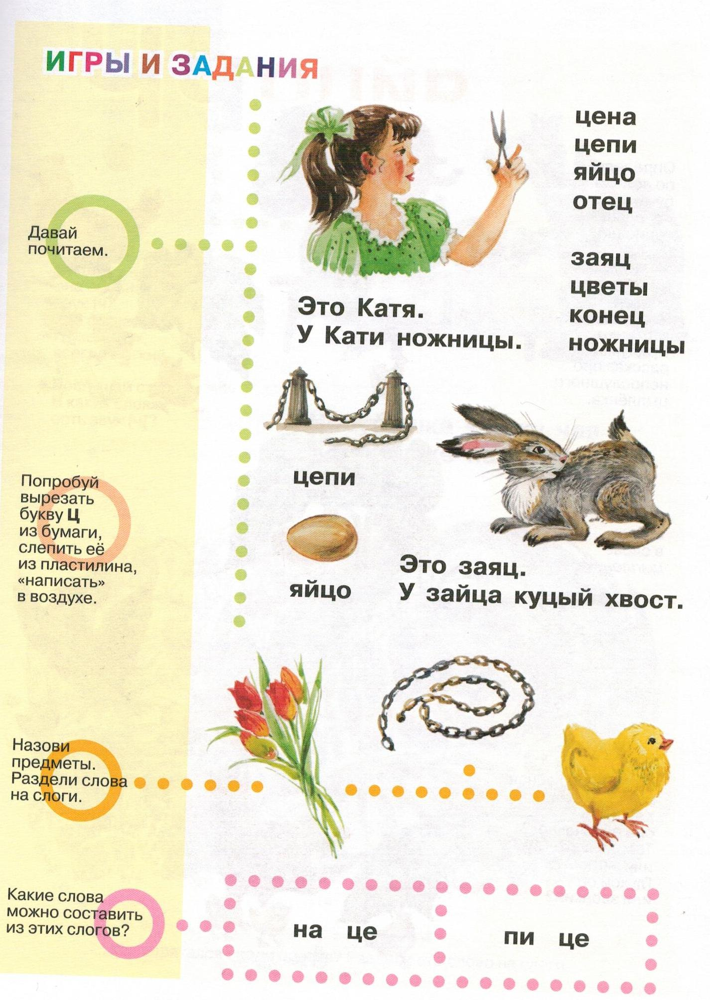 ИГРЫ И ЗАДАНИЯ
Давай
почитаем.
цена
цепи
яйцо
отец
заяц
цветы
конец
ножницы
Это Катя.
У Кати ножницы.
цепи
яйцо
Это заяц.
У зайца куцый хвост.
Попробуй
вырезать
букву Ц
из бумаги,
слепить её
из пластилина,
«написать»
в воздухе.
Назови
предметы.
Раздели слова
на слоги.
Какие слова
можно составить
из этих слогов?
на це
пи це